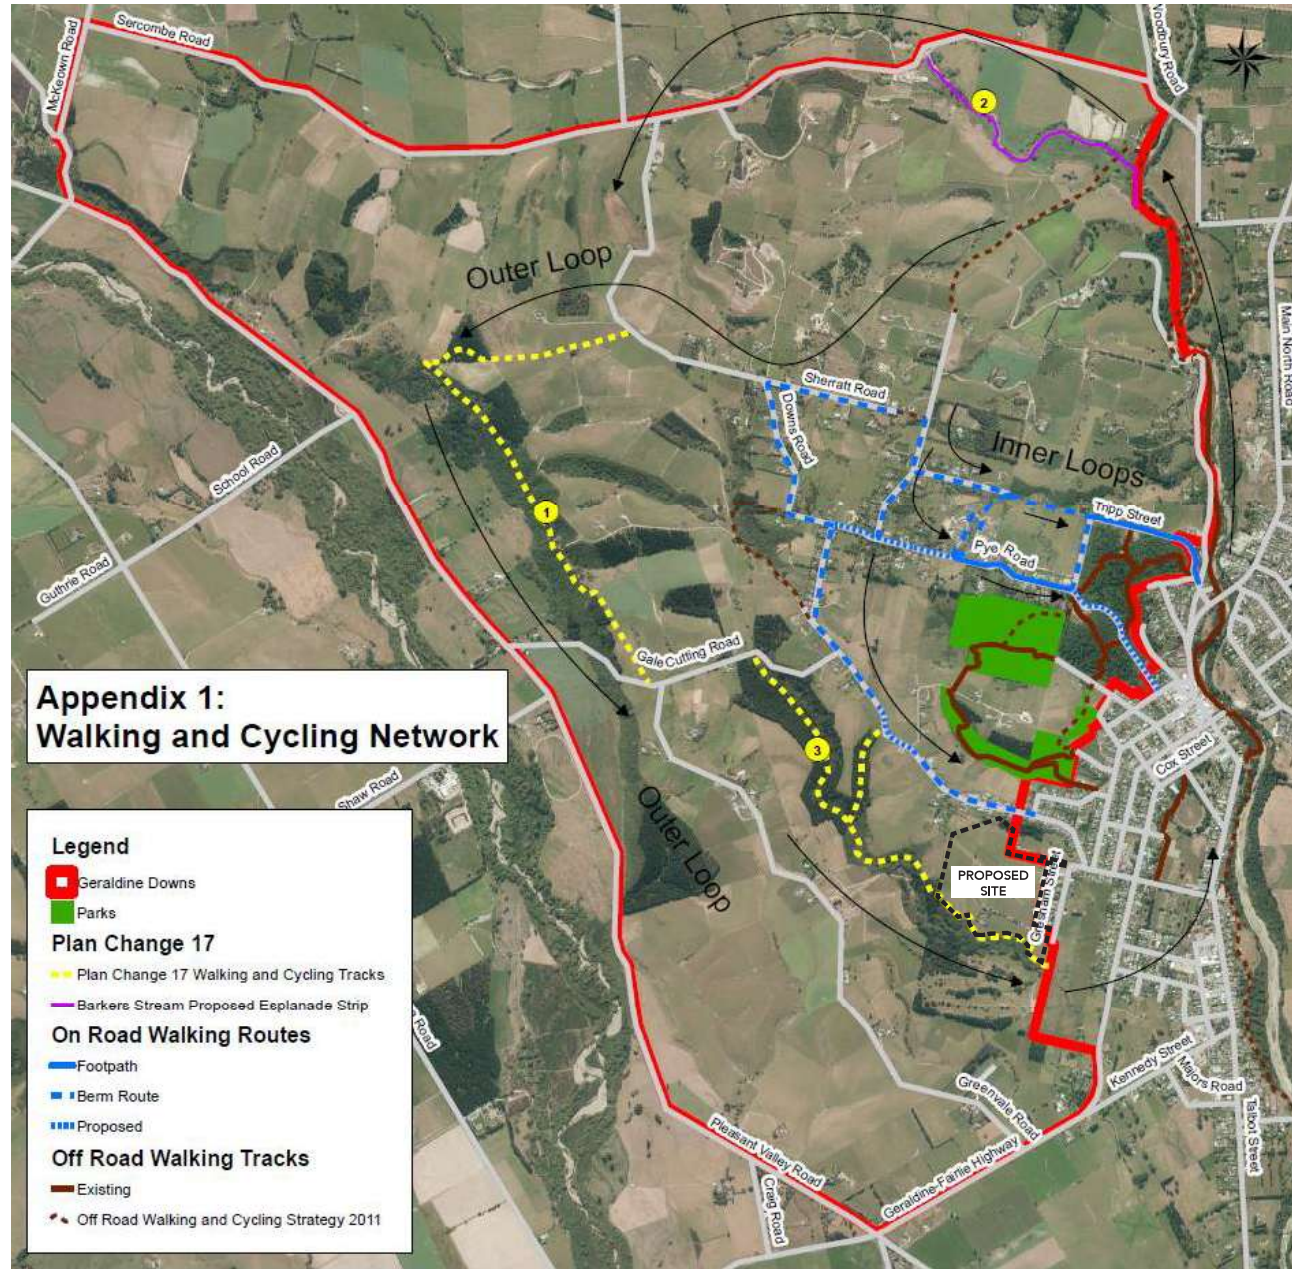 Sercombe Road
McKeown Road
Woodbury Road
2
Outer Loop
Main North Road
Sherratt Road
Downs Road
Inner Loops
School Road
1
Tripp Street
Pye Road
Guthrie Road
Gale Cutting Road
Appendix 1:
Walking and Cycling Network
3
Cox Street
Shaw Road
Outer Loop
PROPOSED
SITE
Gresham Street
Legend
Geraldine Downs
Parks
Plan Change 17
Plan Change 17 Walking and Cycling Tracks
Barkers Stream Proposed Esplanade Strip
On Road Walking Routes
Footpath
Berm Route
Proposed
Off Road Walking Tracks
Existing
Off Road Walking and Cycling Strategy 2011
Road
Kennedy Street
Majors Road
Talbot Street
Greenvale Road
Pleasant Valley Road
Geraldine-Fairlie Highway
Craig Road